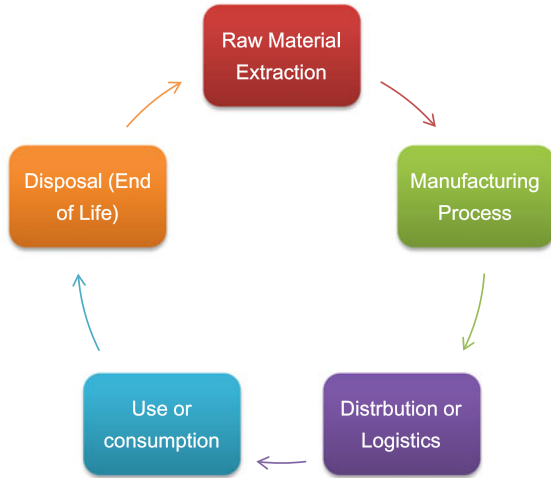 Raw Material
Extraction
Manufacturing
Process
Distrbution or
Logistics
Use or
consumption
Disposal (End
of Life)